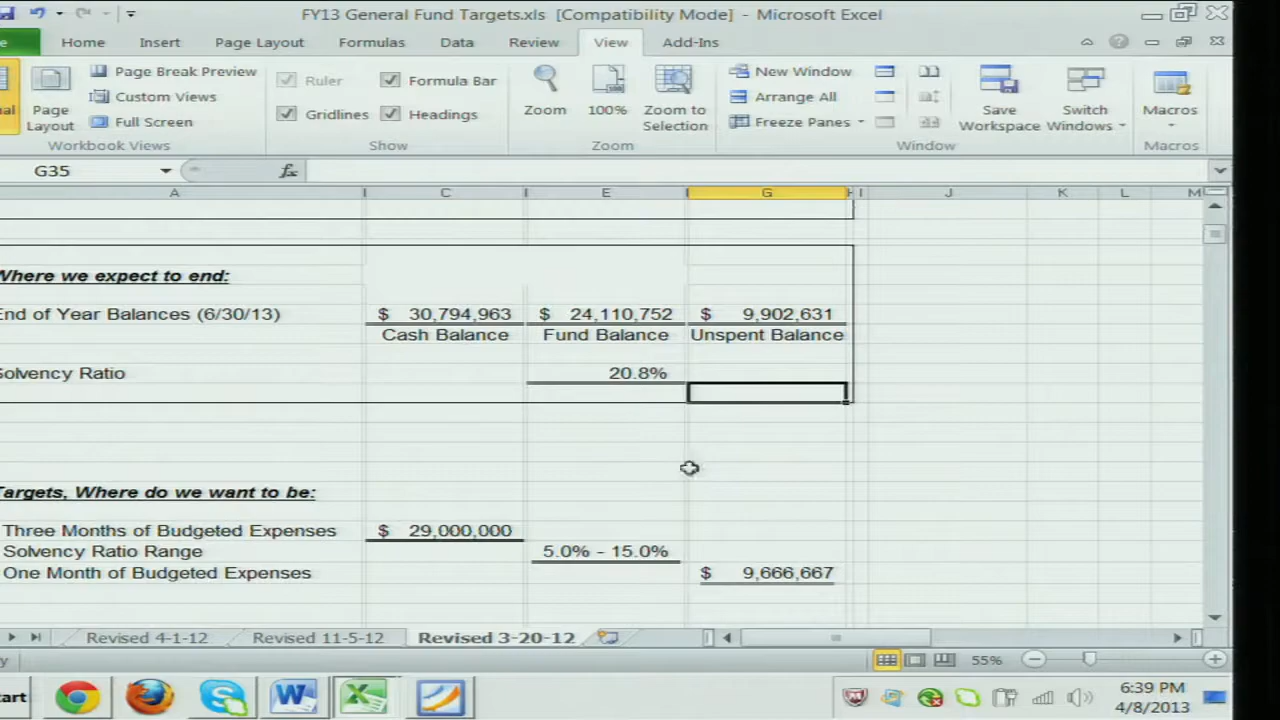 FY13 General Fund Targets.xls [Compatibility Mode] - Microsoft Excel
Home Insert Page Layout Formulas Data Review View Add-Ins
Page Break Preview
Custom Views
Full Screen
Page Layout
Workbook Views
Ruler Formula Bar
Gridlines Headings
Show
Zoom 100% Zoom to Selection
Zoom
New Window
Arrange All
Freeze Panes
Save Workspace Switch Windows
Window
Macros
Macros
G35 fx
A C E G H I J K L M
Where we expect to end:
End of Year Balances (6/30/13) $ 30,794,963 $ 24,110,752 $ 9,902,631
Cash Balance Fund Balance Unspent Balance
Solvency Ratio 20.8%
Targets, Where do we want to be:
Three Months of Budgeted Expenses $ 29,000,000
Solvency Ratio Range 5.0% - 15.0%
One Month of Budgeted Expenses $ 9,666,667
Revised 4-1-12 Revised 11-5-12 Revised 3-20-12
55%
6:39 PM
4/8/2013